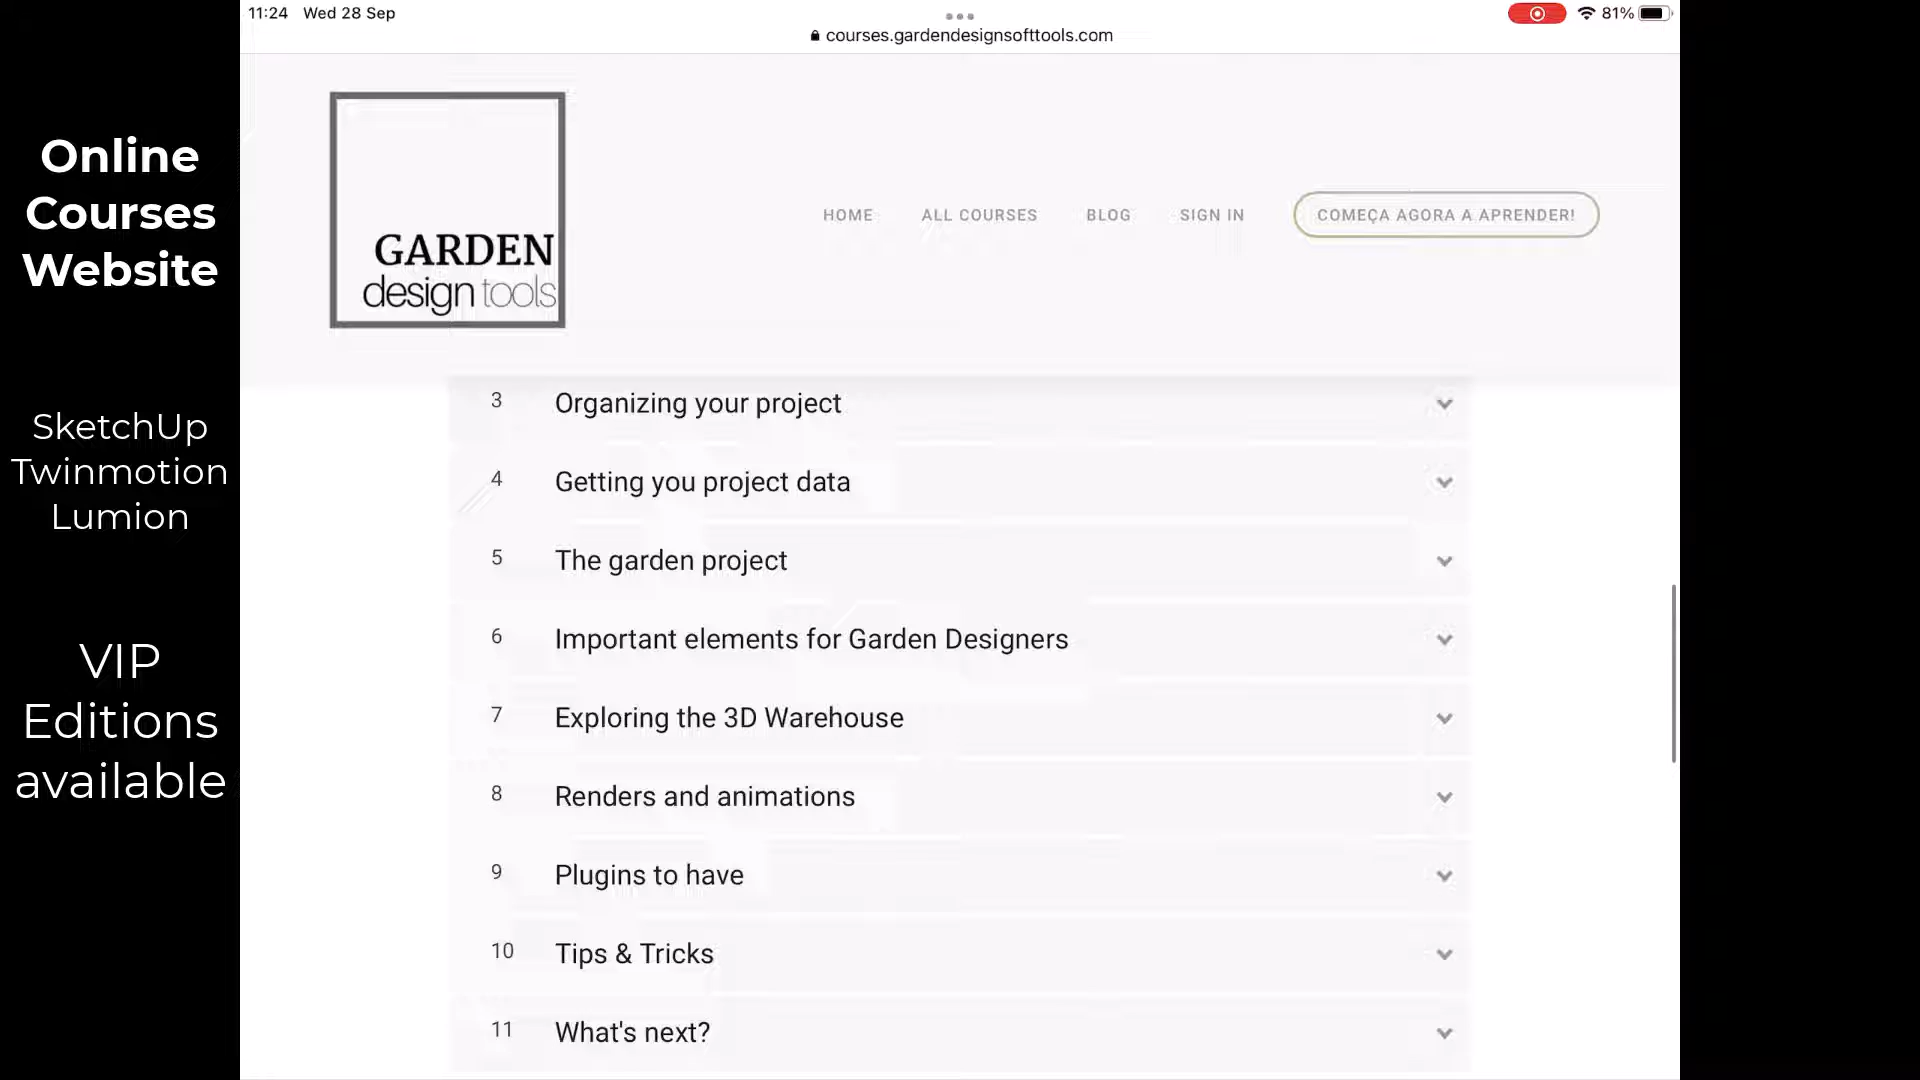 11:24 Wed 28 Sep
81%
courses.gardendesignsofttools.com
Online
Courses
Website
SketchUp
Twinmotion
Lumion
VIP
Editions
available
GARDEN
design tools
HOME
ALL COURSES
BLOG
SIGN IN
COMEÇA AGORA A APRENDER!
3 Organizing your project
4 Getting you project data
5 The garden project
6 Important elements for Garden Designers
7 Exploring the 3D Warehouse
8 Renders and animations
9 Plugins to have
10 Tips & Tricks
11 What's next?